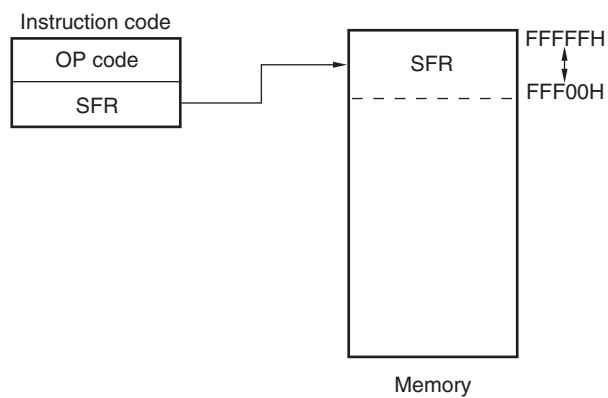 Instruction code
OP code
SFR
SFR
FFFFFH
FFF00H
Memory